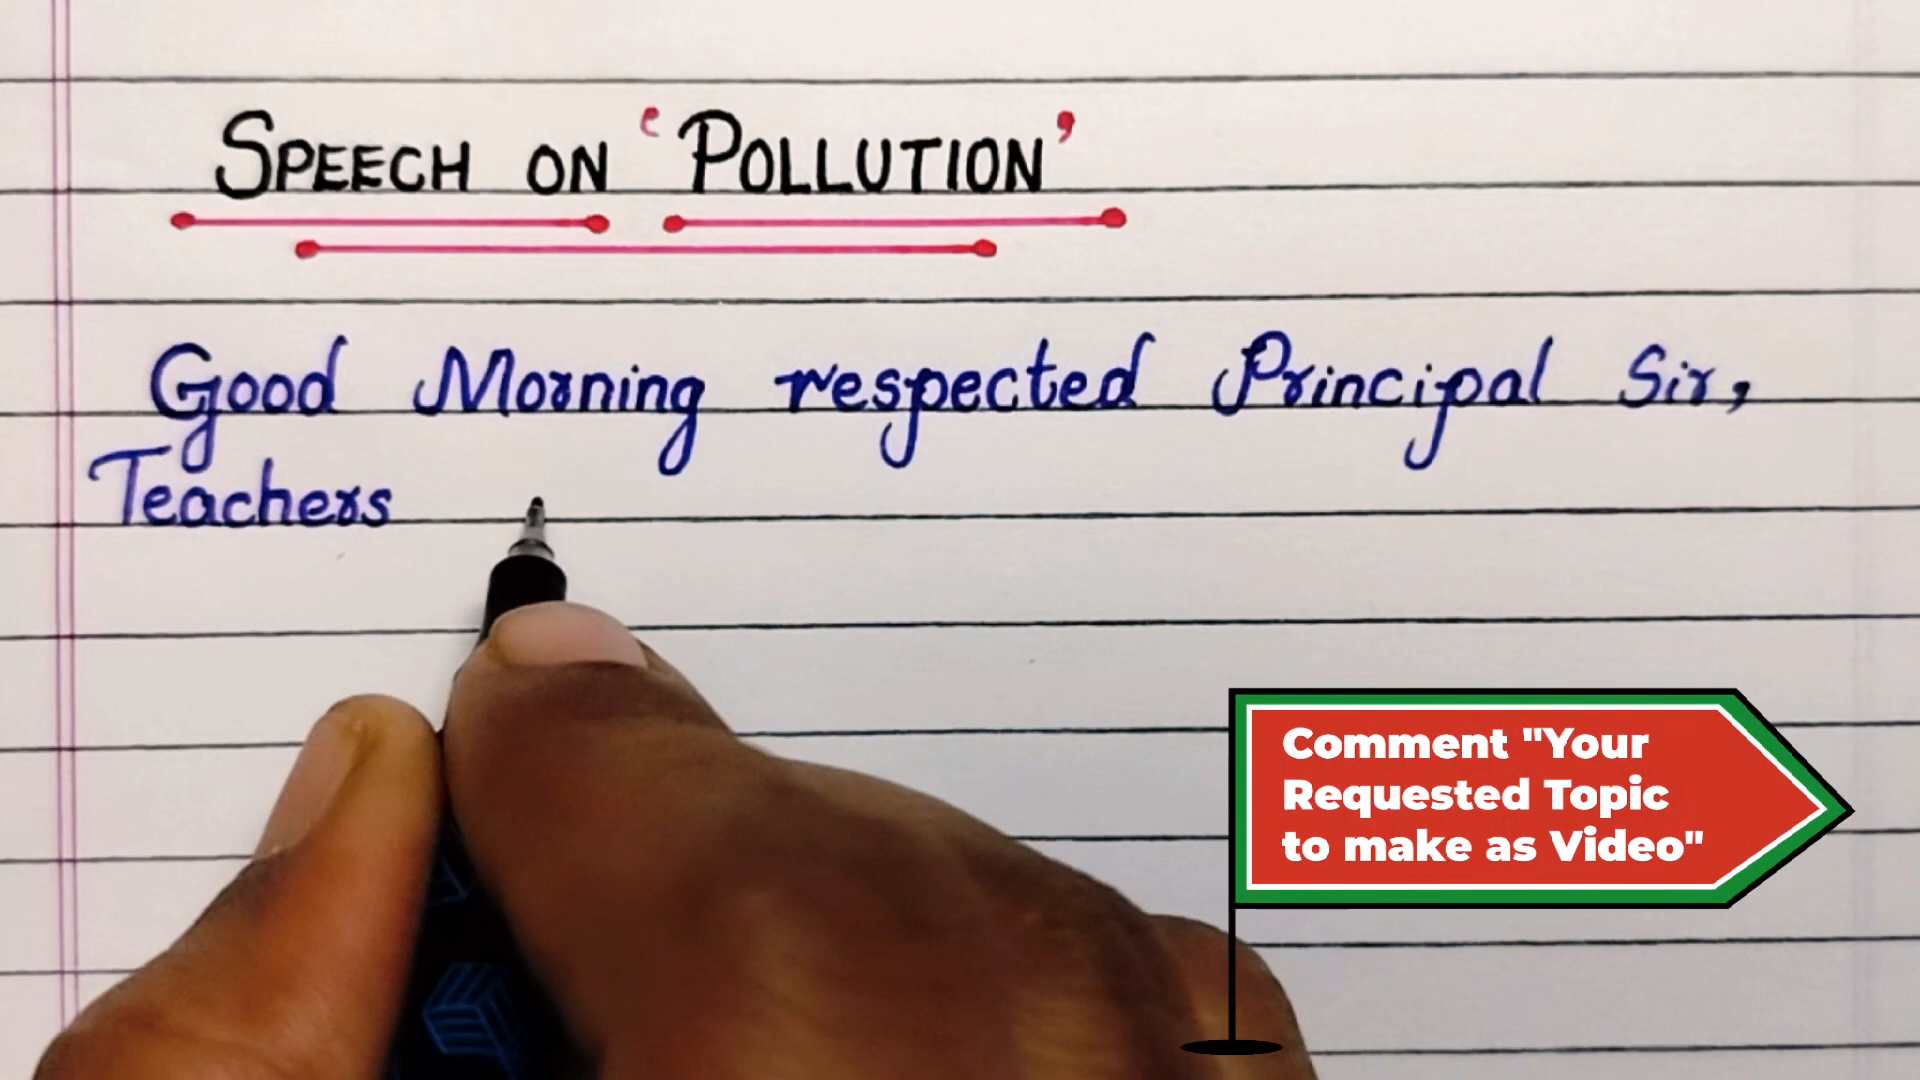 SPEECH ON 'POLLUTION'
Good Morning respected Principal Sir,
Teachers
Comment "Your
Requested Topic
to make as Video"